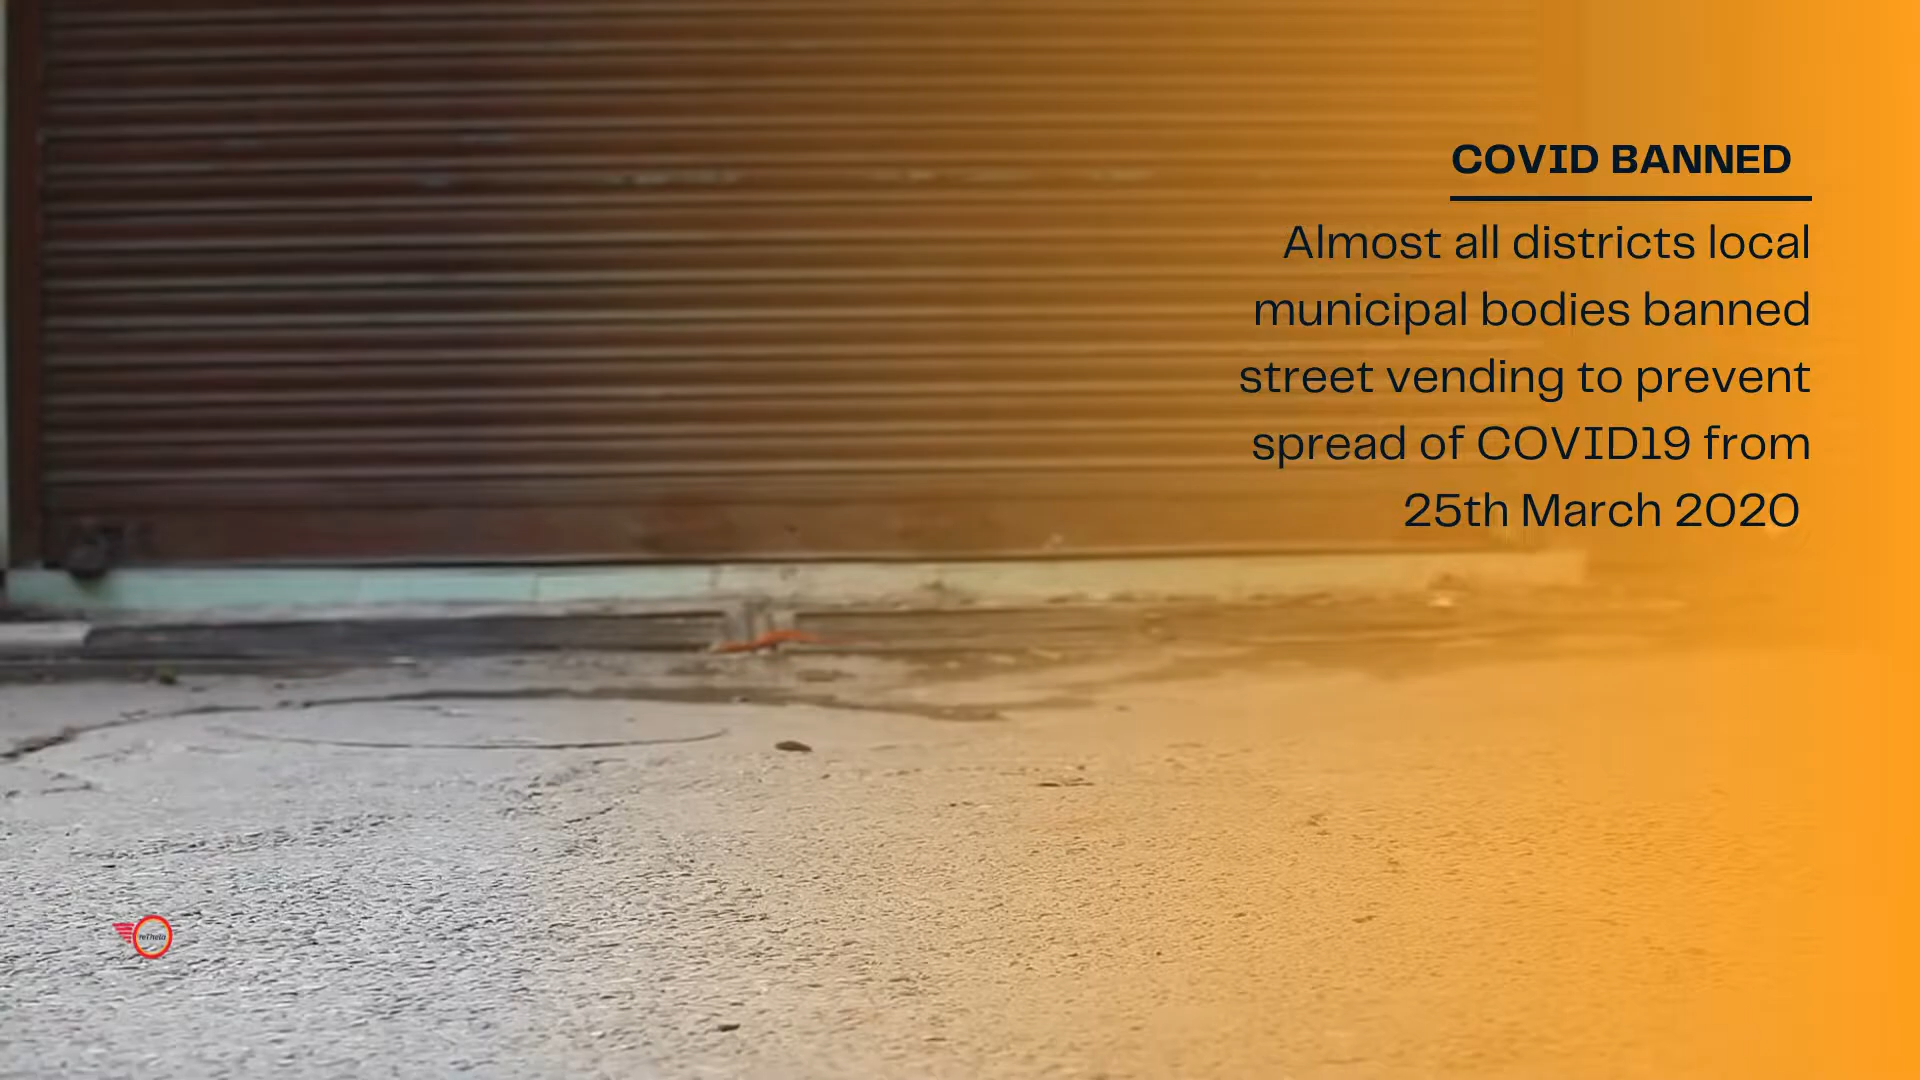 COVID BANNED
Almost all districts local
municipal bodies banned
street vending to prevent
spread of COVID19 from
25th March 2020
reThela